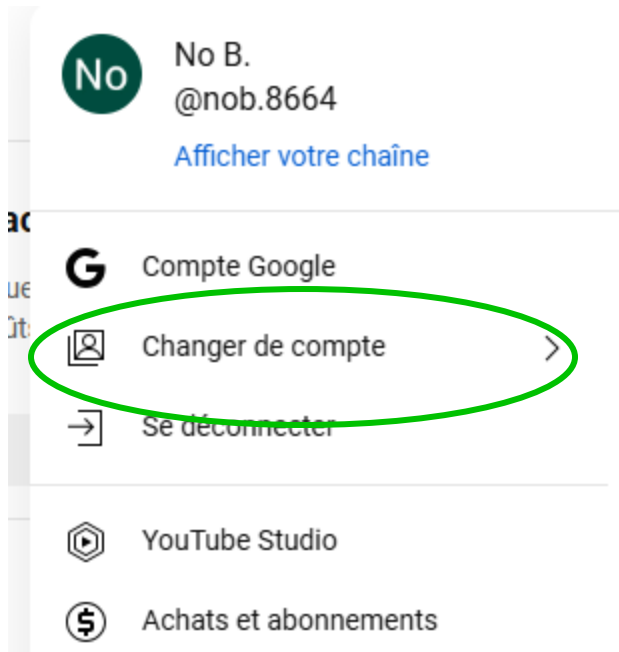 No
No B.
@nob.8664
Afficher votre chaîne
Compte Google
Changer de compte
Se déconnecter
YouTube Studio
Achats et abonnements